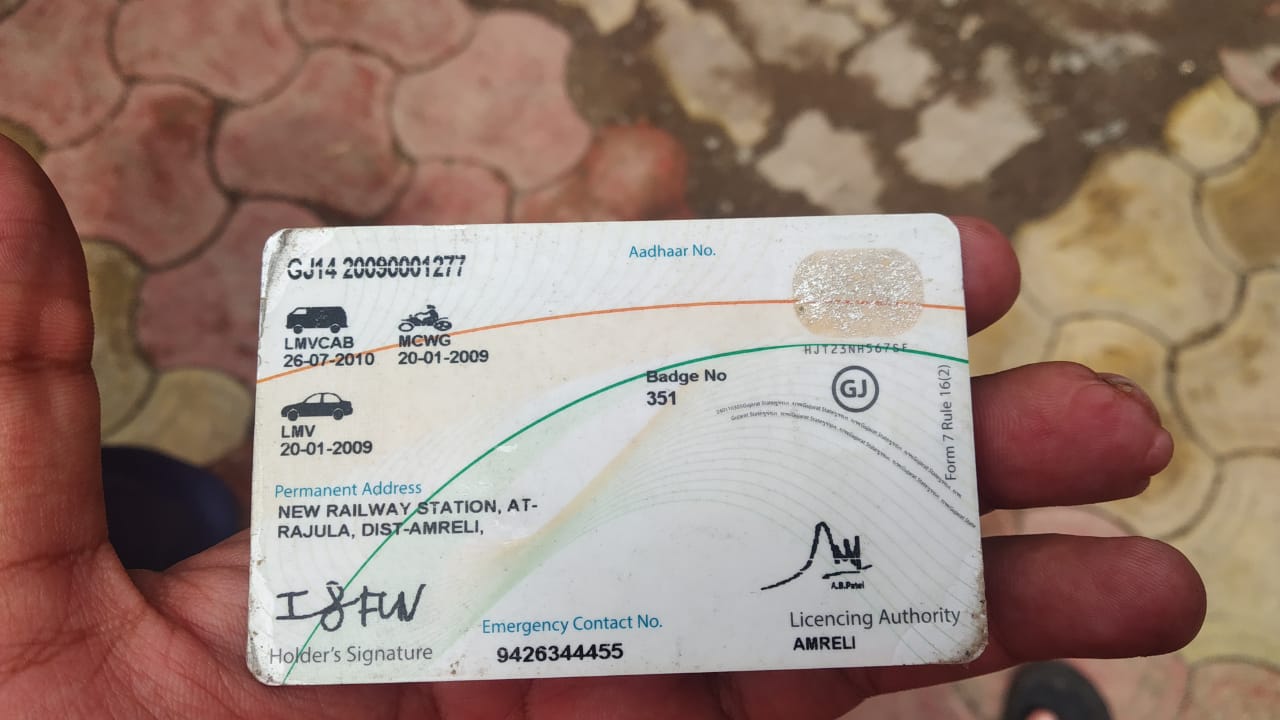 GJ14 20090001277
Aadhaar No.
LMVCAB
26-07-2010
MCWG
20-01-2009
HJT23NH567SF
GJ
Badge No
351
LMV
20-01-2009
Form 7 Rule 16(2)
Permanent Address
NEW RAILWAY STATION, AT-
RAJULA, DIST-AMRELI,
A.B.Patel
Holder's Signature
Emergency Contact No.
9426344455
Licencing Authority
AMRELI